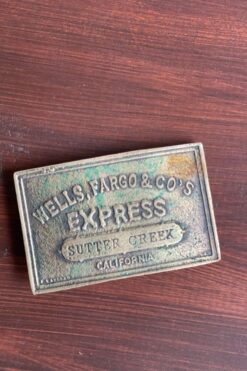 WELLS, FARGO & CO'S
EXPRESS
SUTTER CREEK
CALIFORNIA